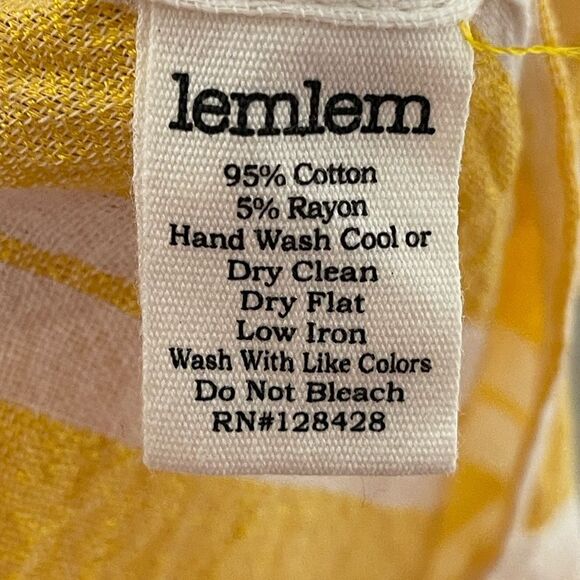 lemlem
95% Cotton
5% Rayon
Hand Wash Cool or
Dry Clean
Dry Flat
Low Iron
Wash With Like Colors
Do Not Bleach
RN#128428